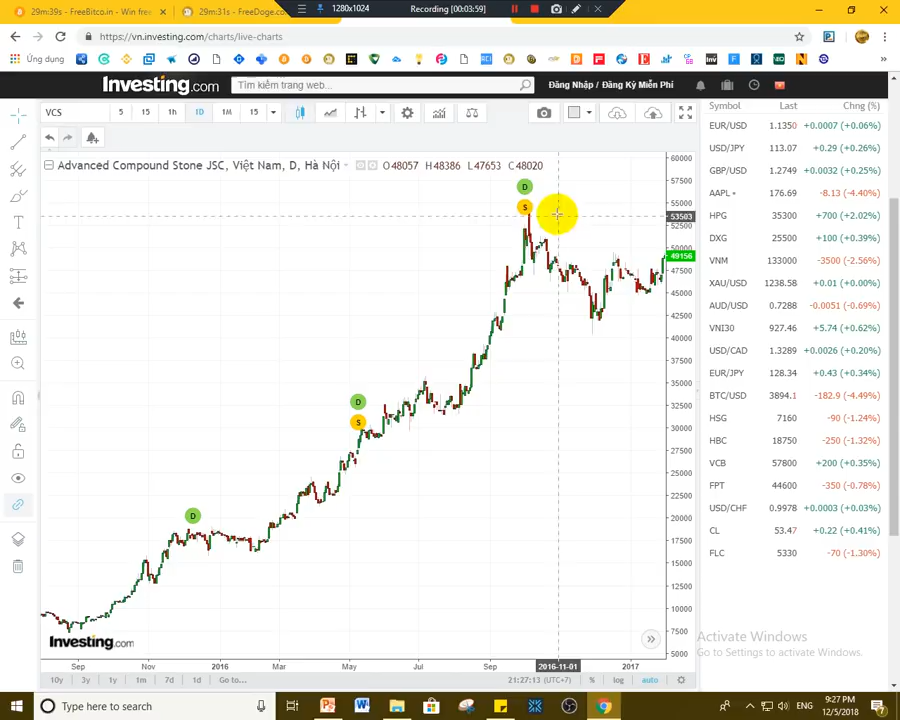 29m:39s - FreeBitco.in - Win free
29m:31s - FreeDoge.co
1280x1024
Recording [00:03:59]
https://vn.investing.com/charts/live-charts
Ứng dụng
Investing.com
Tìm kiếm trang web...
Đăng Nhập / Đăng Ký Miễn Phí
VCS
5
15
1h
1D
1M
15
Symbol
Last
Chng (%)
Advanced Compound Stone JSC, Việt Nam, D, Hà Nội
O48057 H48386 L47653 C48020
EUR/USD 1.1350 +0.0007 (+0.06%)
USD/JPY 113.07 +0.29 (+0.26%)
GBP/USD 1.2749 +0.0032 (+0.25%)
AAPL 176.69 -8.13 (-4.40%)
HPG 35300 +700 (+2.02%)
DXG 25500 +100 (+0.39%)
VNM 133000 -3500 (-2.56%)
XAU/USD 1238.58 +0.01 (+0.00%)
AUD/USD 0.7288 -0.0051 (-0.69%)
VNI30 927.46 +5.74 (+0.62%)
USD/CAD 1.3289 +0.0026 (+0.20%)
EUR/JPY 128.34 +0.43 (+0.34%)
BTC/USD 3894.1 -182.9 (-4.49%)
HSG 7160 -90 (-1.24%)
HBC 18750 -250 (-1.32%)
VCB 57800 +200 (+0.35%)
FPT 44600 -350 (-0.78%)
USD/CHF 0.9978 +0.0003 (+0.03%)
CL 53.47 +0.22 (+0.41%)
FLC 5330 -70 (-1.30%)
60000
57500
55000
53503
50000
49156
47500
45000
42500
40000
37500
35000
32500
30000
27500
25000
22500
20000
17500
15000
12500
10000
7500
5000
D
S
D
S
D
Investing.com
Sep Nov 2016 Mar May Jul Sep 2016-11-01 2017
10y 3y 1y 1m 7d 1d Go to...
21:27:13 (UTC+7)
% log auto
Activate Windows
Go to Settings to activate Windows.
Type here to search
ENG
9:27 PM
12/5/2018
7